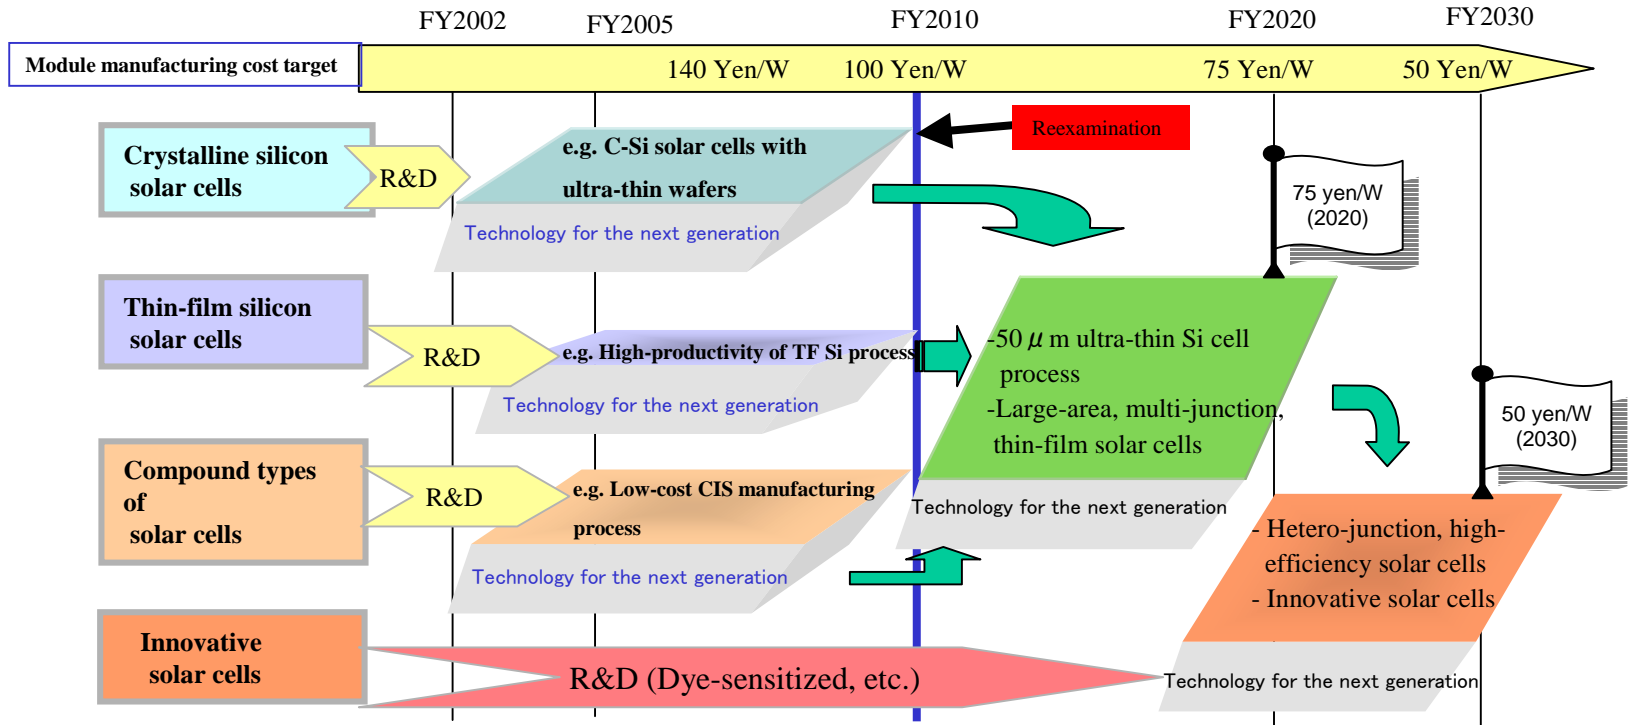 FY2002
FY2005
FY2010
FY2020
FY2030
Module manufacturing cost target
140 Yen/W
100 Yen/W
75 Yen/W
50 Yen/W
Crystalline silicon
solar cells
R&D
e.g. C-Si solar cells with
ultra-thin wafers
Technology for the next generation
Reexamination
75 yen/W
(2020)
Thin-film silicon
solar cells
R&D
e.g. High-productivity of TF Si process
Technology for the next generation
-50 μ m ultra-thin Si cell
process
-Large-area, multi-junction,
thin-film solar cells
Technology for the next generation
50 yen/W
(2030)
Compound types
of
solar cells
R&D
e.g. Low-cost CIS manufacturing
process
Technology for the next generation
- Hetero-junction, high-
efficiency solar cells
- Innovative solar cells
Technology for the next generation
Innovative
solar cells
R&D (Dye-sensitized, etc.)